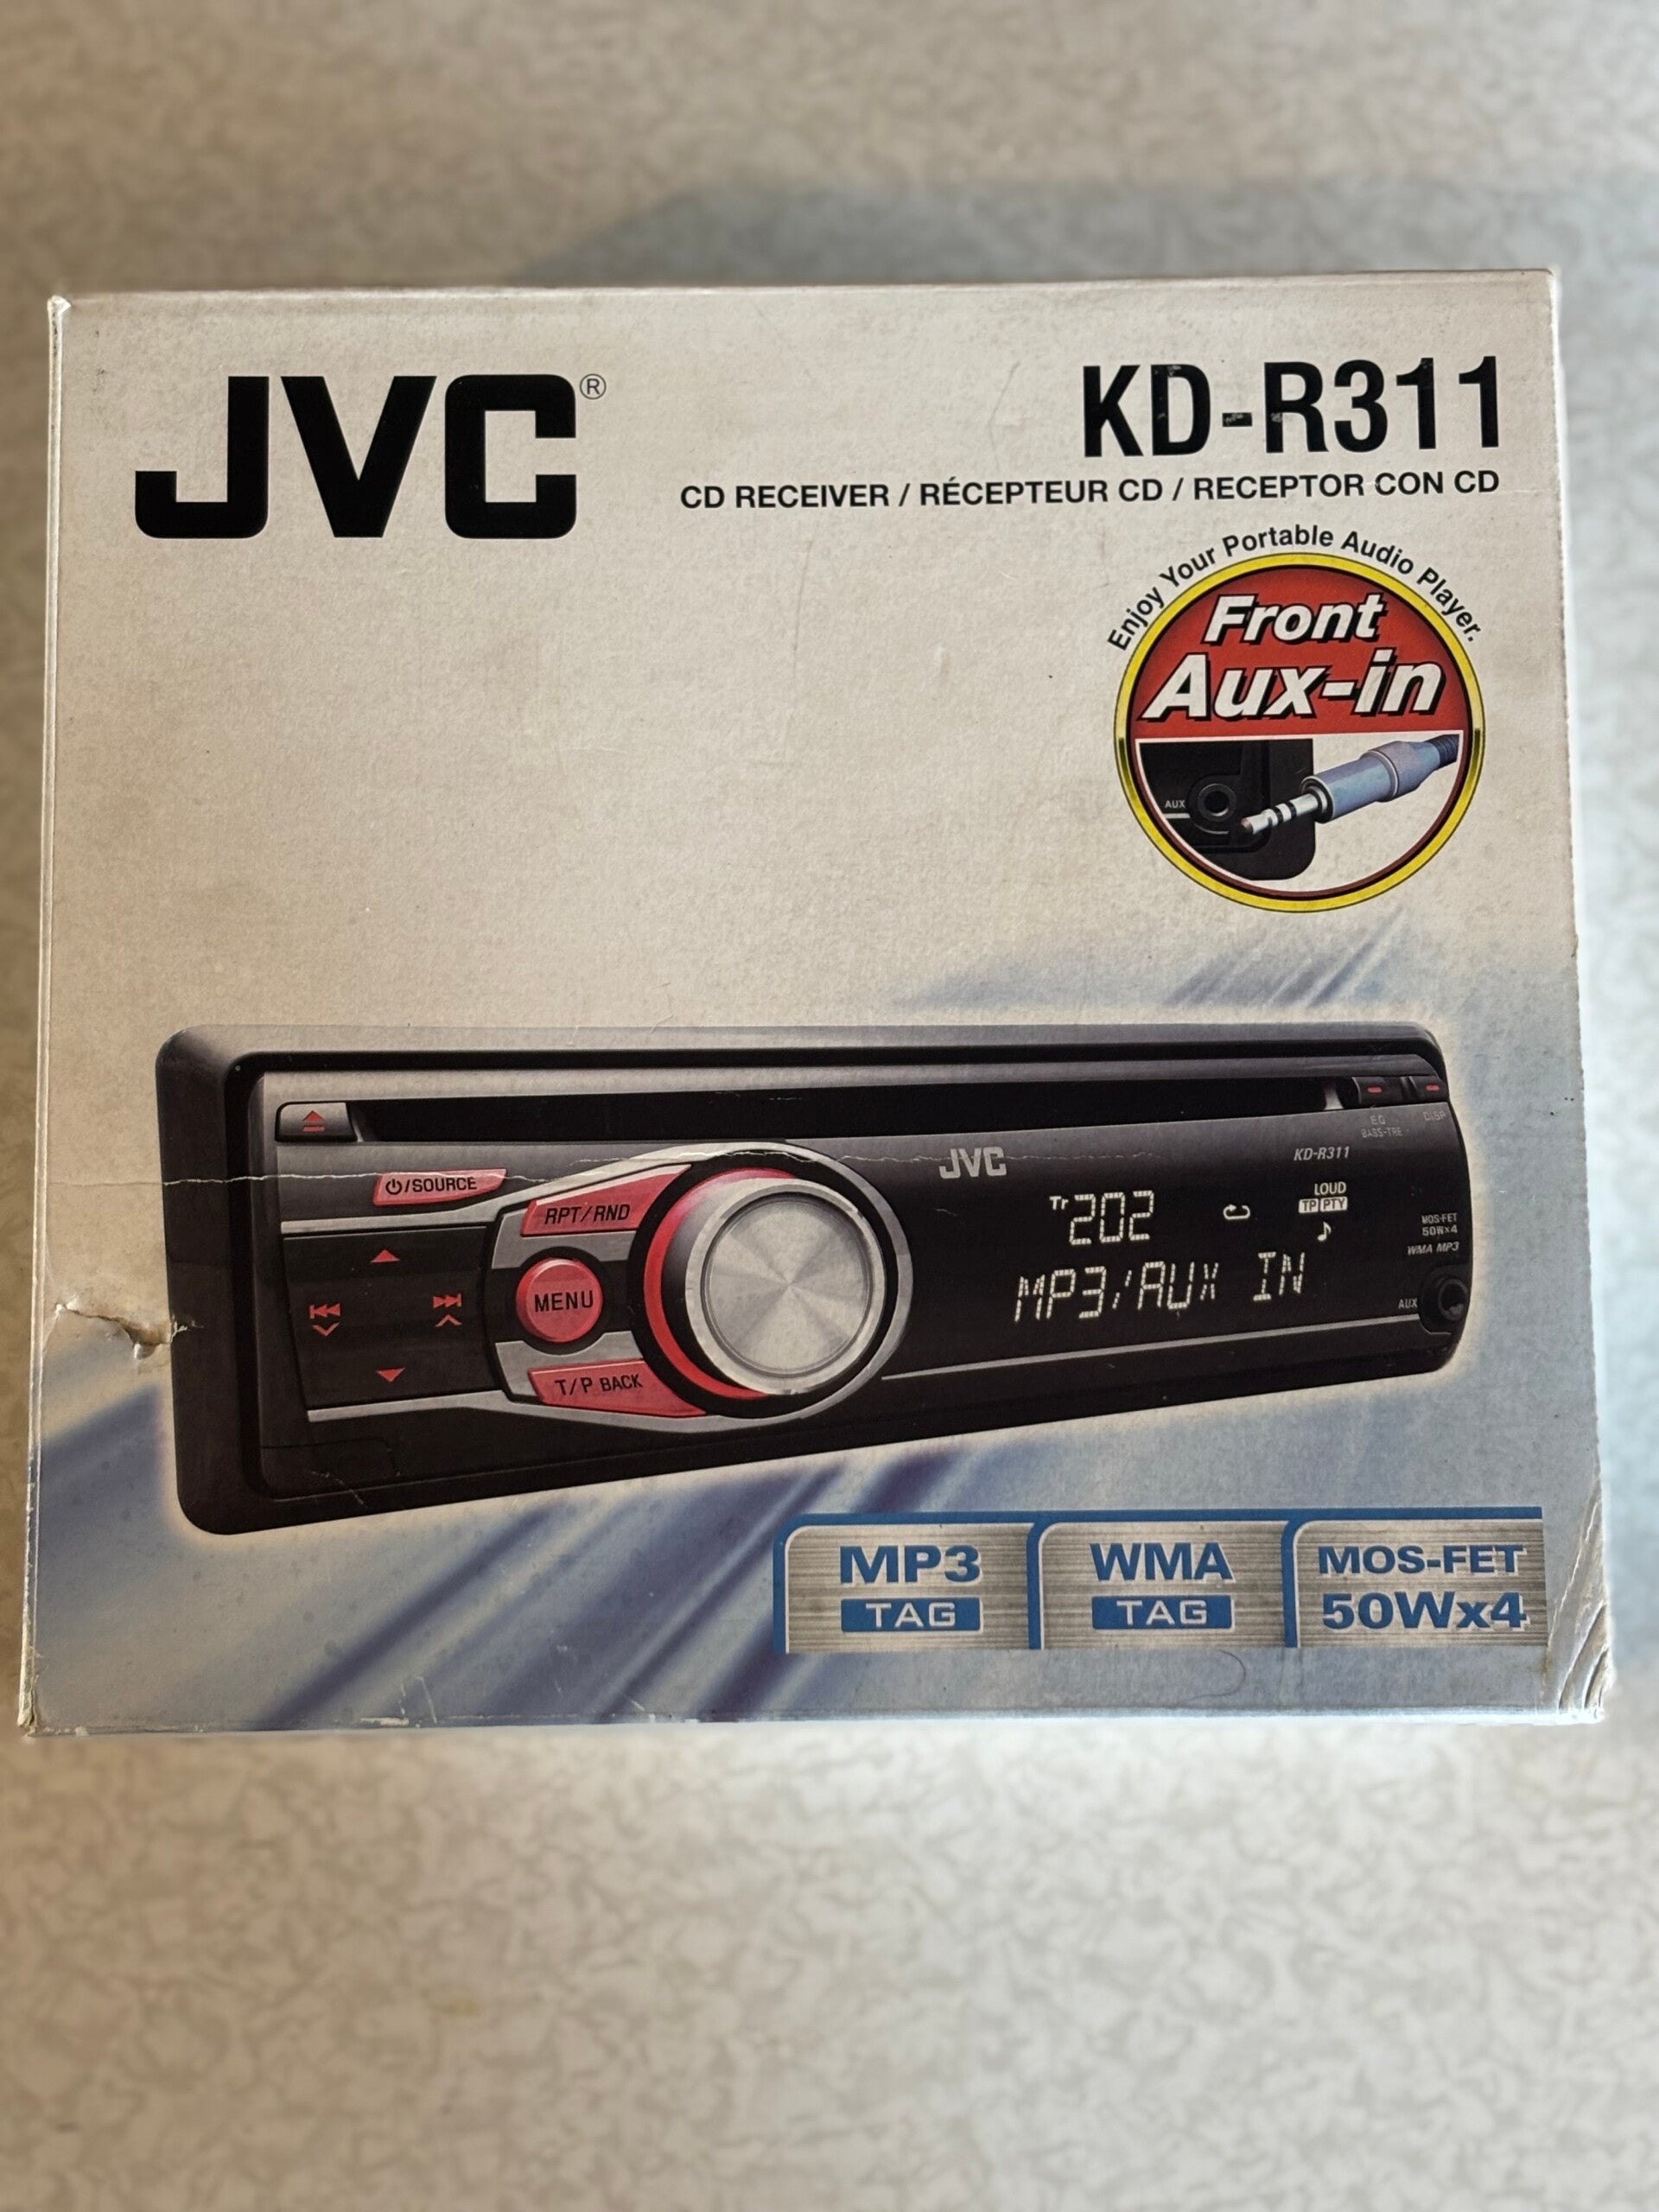 JVC®
KD-R311
CD RECEIVER / RÉCEPTEUR CD / RECEPTOR CON CD
Enjoy Your Portable Audio Player.
Front
Aux-in
AUX
EQ
BASS-TRE
DISP
⏻/SOURCE
RPT/RND
MENU
T/P BACK
JVC
KD-R311
Tr 202
LOUD
TP PTY
MP3/AUX IN
MOS-FET
50W×4
WMA MP3
AUX
MP3
TAG
WMA
TAG
MOS-FET
50Wx4